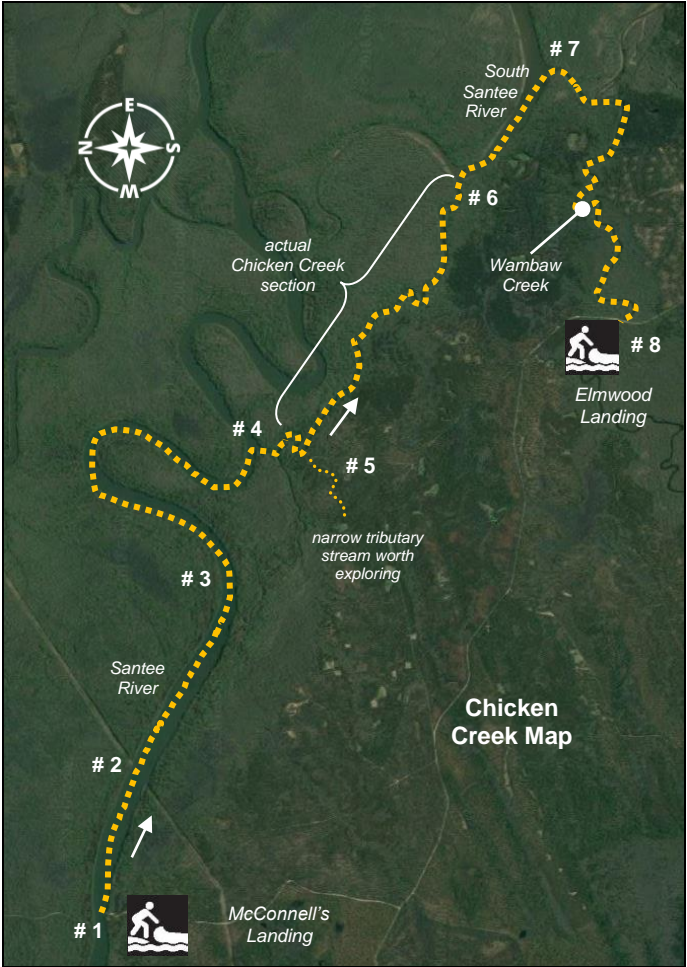 # 7
South
Santee
River
E
N
S
W
# 6
actual
Chicken Creek
section
Wambaw
Creek
# 8
Elmwood
Landing
# 4
# 5
narrow tributary
stream worth
exploring
# 3
Santee
River
Chicken
Creek Map
# 2
McConnell's
Landing
# 1